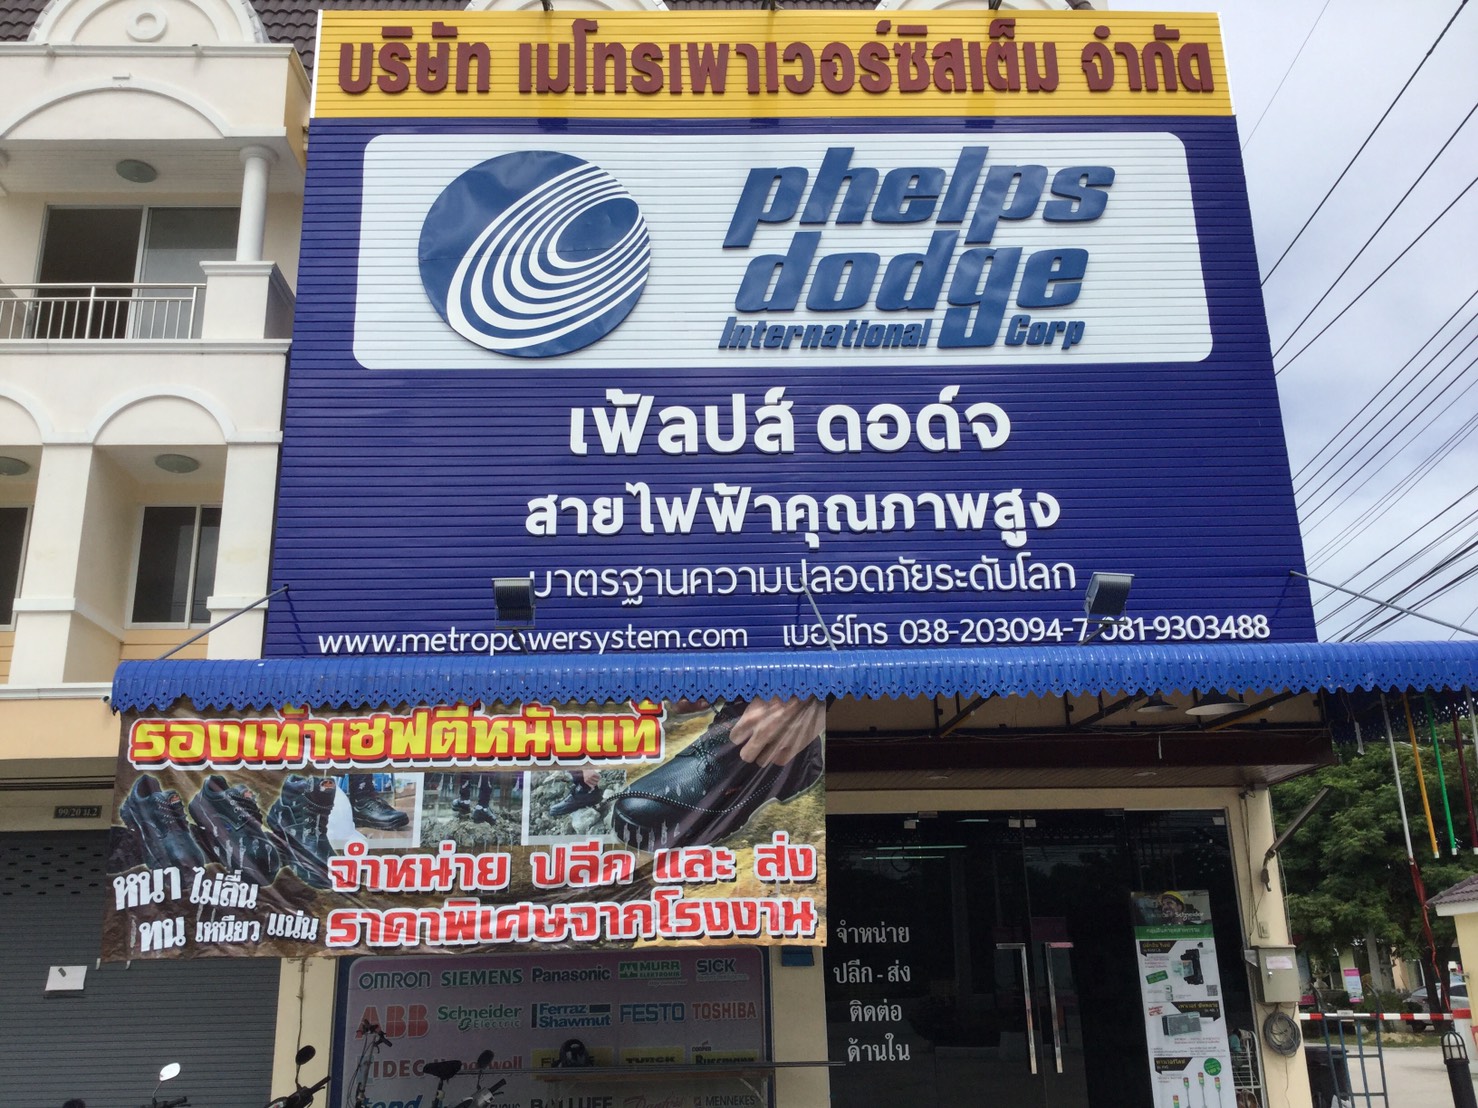 บริษัท เมโทรเพาเวอร์ซิสเต็ม จำกัด
phelps
dodge
International Corp
เฟ้ลปส์ ดอด์จ
สายไฟฟ้าคุณภาพสูง
มาตรฐานความปลอดภัยระดับโลก
www.metropowersystem.com เบอร์โทร 038-203094-7 081-9303488
รองเท้าเซฟตี้หนังแท้
จำหน่าย ปลีก และ ส่ง
ราคาพิเศษจากโรงงาน
หนา ไม่ลื่น
ทน เหนียว แน่น
99/20 ม.2
จำหน่าย
ปลีก - ส่ง
ติดต่อ
ด้านใน
OMRON SIEMENS Panasonic MURR SICK
ABB Schneider Electric Ferraz Shawmut FESTO TOSHIBA
IDEC
BALLUFF MENNEKES
Schneider